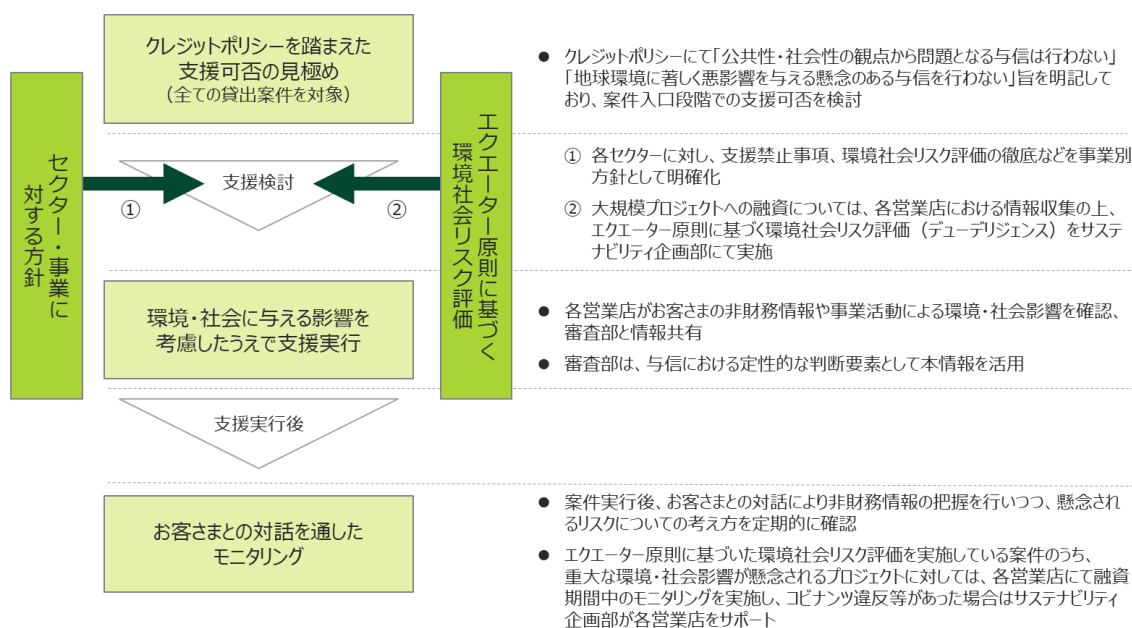 クレジットポリシーを踏まえた
支援可否の見極め
（全ての貸出案件を対象）
● クレジットポリシーにて「公共性・社会性の観点から問題となる与信は行わない」
「地球環境に著しく悪影響を与える懸念のある与信を行わない」旨を明記して
おり、案件入口段階での支援可否を検討
セクター・事業に
対する方針
エクエーター原則に基づく
環境社会リスク評価
支援検討
①
②
① 各セクターに対し、支援禁止事項、環境社会リスク評価の徹底などを事業別
方針として明確化
② 大規模プロジェクトへの融資については、各営業店における情報収集の上、
エクエーター原則に基づく環境社会リスク評価（デューデリジェンス）をサステ
ナビリティ企画部にて実施
環境・社会に与える影響を
考慮したうえで支援実行
● 各営業店がお客さまの非財務情報や事業活動による環境・社会影響を確認、
審査部と情報共有
● 審査部は、与信における定性的な判断要素として本情報を活用
支援実行後
お客さまとの対話を通した
モニタリング
● 案件実行後、お客さまとの対話により非財務情報の把握を行いつつ、懸念され
るリスクについての考え方を定期的に確認
● エクエーター原則に基づいた環境社会リスク評価を実施している案件のうち、
重大な環境・社会影響が懸念されるプロジェクトに対しては、各営業店にて融資
期間中のモニタリングを実施し、コビナンツ違反等があった場合はサステナビリティ
企画部が各営業店をサポート